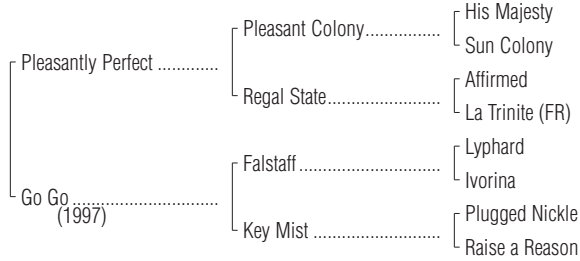 His Majesty
Pleasant Colony
Sun Colony
Pleasantly Perfect
Affirmed
Regal State
La Trinite (FR)
Lyphard
Falstaff
Ivorina
Go Go
(1997)
Plugged Nickle
Key Mist
Raise a Reason